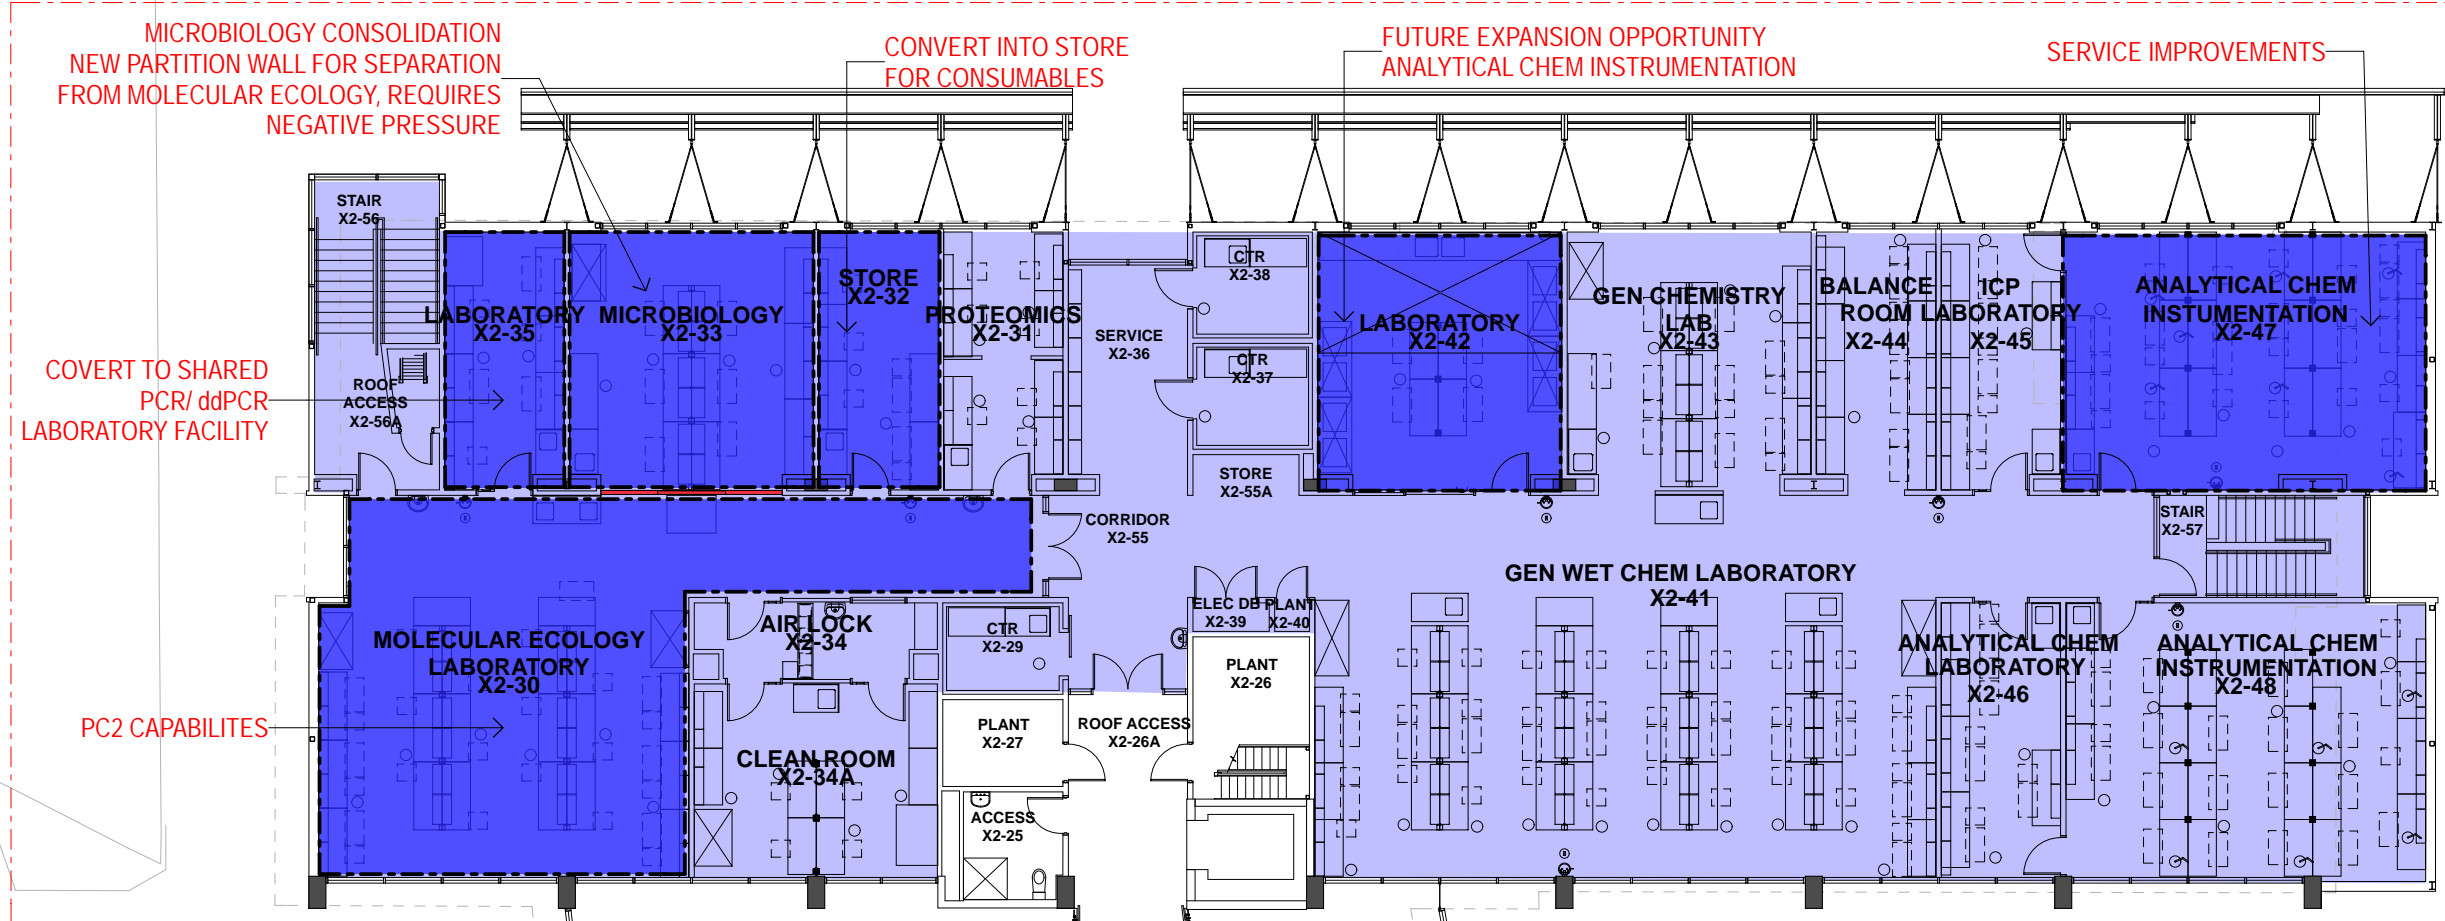 MICROBIOLOGY CONSOLIDATION
NEW PARTITION WALL FOR SEPARATION
FROM MOLECULAR ECOLOGY, REQUIRES
NEGATIVE PRESSURE
CONVERT INTO STORE
FOR CONSUMABLES
FUTURE EXPANSION OPPORTUNITY
ANALYTICAL CHEM INSTRUMENTATION
SERVICE IMPROVEMENTS
STAIR
X2-56
LABORATORY
X2-35
MICROBIOLOGY
X2-33
STORE
X2-32
PROTEOMICS
X2-31
SERVICE
X2-36
CTR
X2-38
CTR
X2-37
LABORATORY
X2-42
GEN CHEMISTRY
LAB
X2-43
BALANCE
ROOM
X2-44
ICP
LABORATORY
X2-45
ANALYTICAL CHEM
INSTUMENTATION
X2-47
COVERT TO SHARED
PCR/ ddPCR
LABORATORY FACILITY
ROOF
ACCESS
X2-56A
STORE
X2-55A
CORRIDOR
X2-55
STAIR
X2-57
GEN WET CHEM LABORATORY
X2-41
MOLECULAR ECOLOGY
LABORATORY
X2-30
AIR LOCK
X2-34
CTR
X2-29
ELEC DB
X2-39
PLANT
X2-40
PLANT
X2-26
ANALYTICAL CHEM
LABORATORY
X2-46
ANALYTICAL CHEM
INSTRUMENTATION
X2-48
PC2 CAPABILITES
CLEAN ROOM
X2-34A
PLANT
X2-27
ROOF ACCESS
X2-26A
ACCESS
X2-25